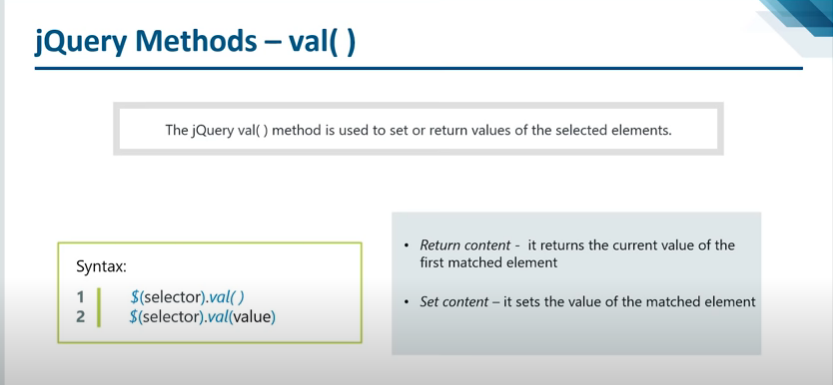 jQuery Methods – val( )
The jQuery val( ) method is used to set or return values of the selected elements.
Syntax:
1 $(selector).val( )
2 $(selector).val(value)
• Return content - it returns the current value of the
first matched element
• Set content – it sets the value of the matched element